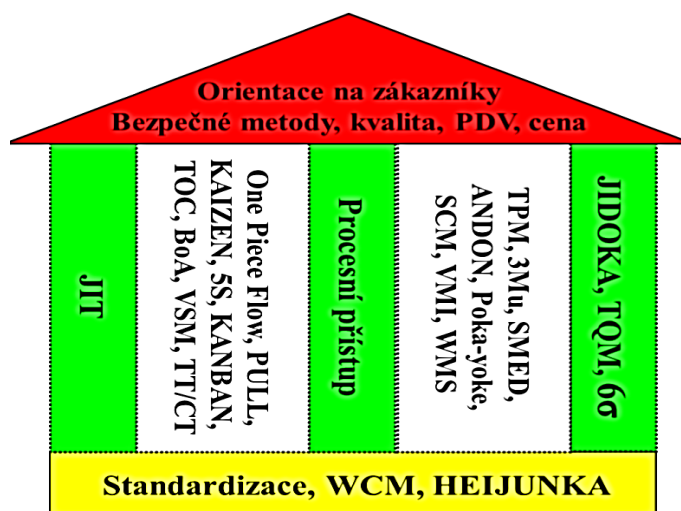 Orientace na zákazníky
Bezpečné metody, kvalita, PDV, cena
JIT
One Piece Flow, PULL,
KAIZEN, 5S, KANBAN,
TOC, BoA, VSM, TT/CT
Procesní přístup
TPM, 3Mu, SMED,
ANDON, Poka-yoke,
SCM, VMI, WMS
JIDOKA, TQM, 6σ
Standardizace, WCM, HEIJUNKA